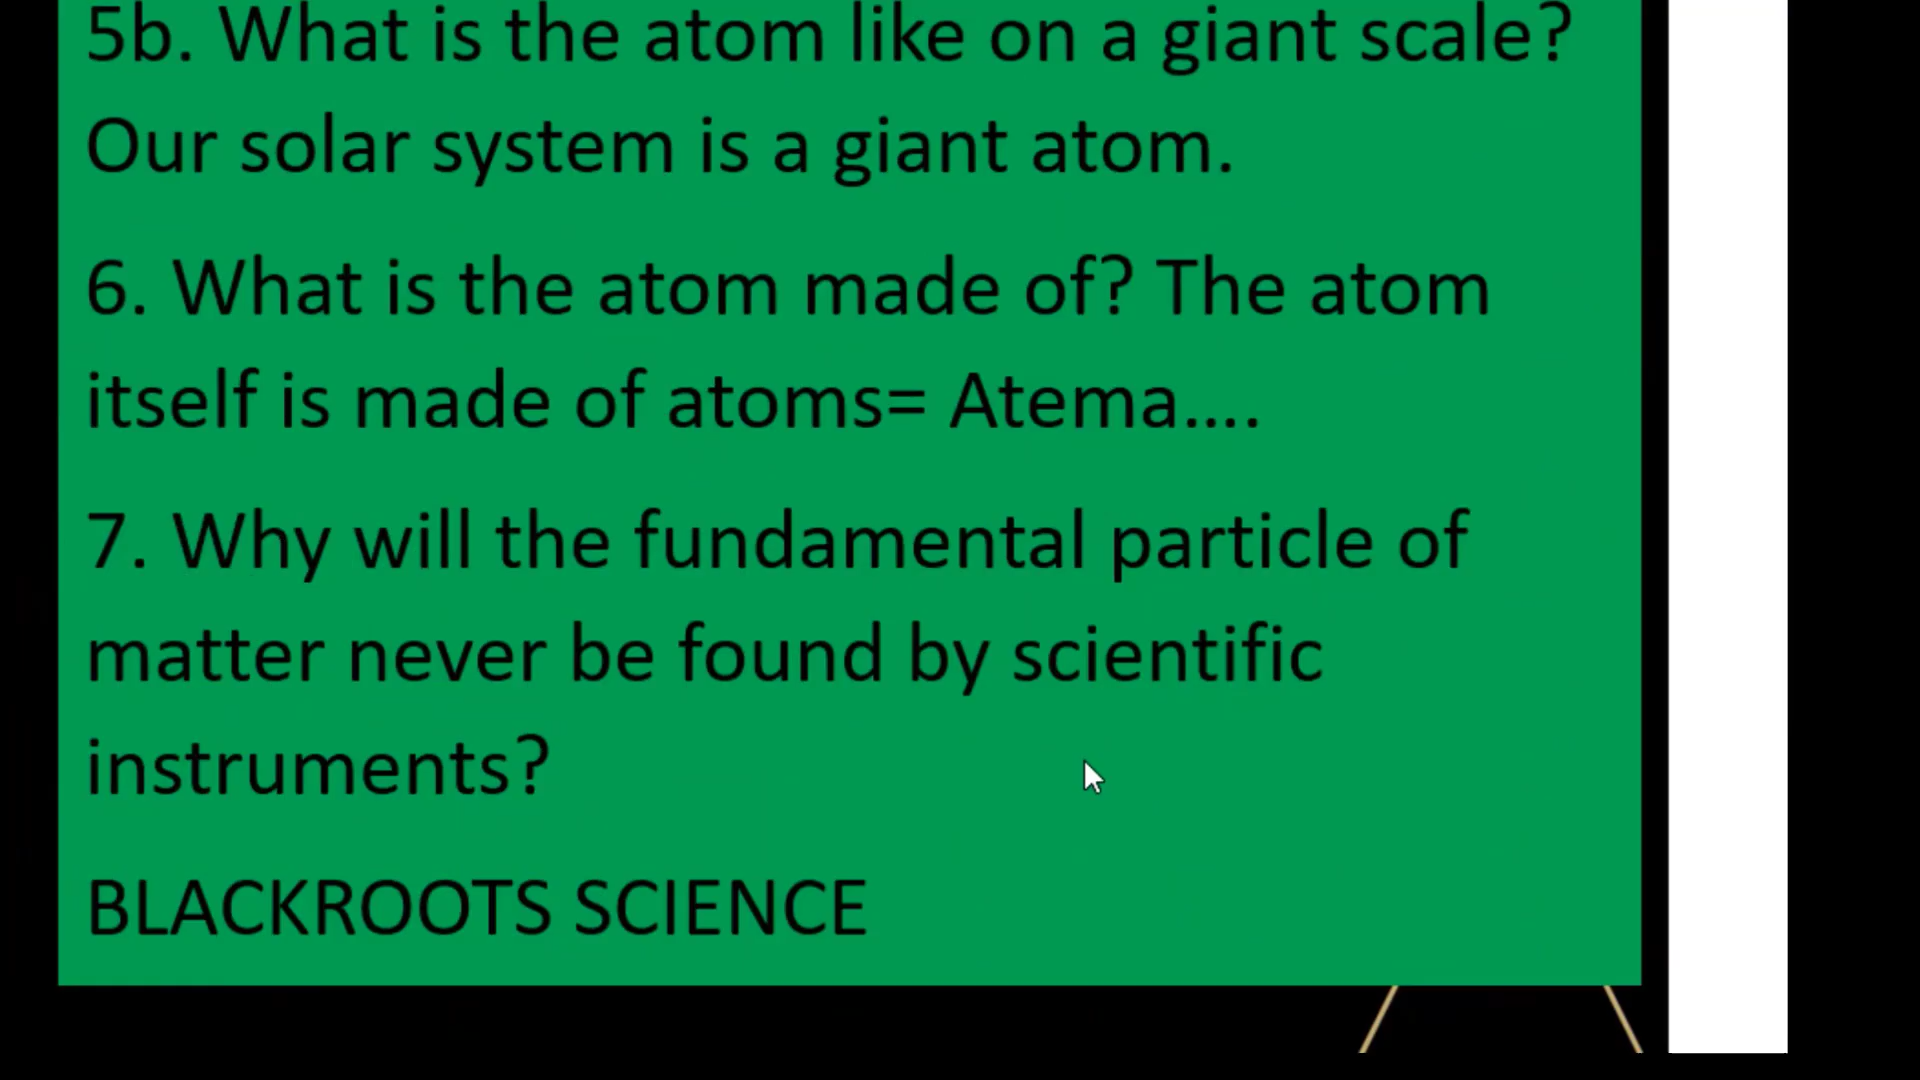 5b. What is the atom like on a giant scale?
Our solar system is a giant atom.
6. What is the atom made of? The atom
itself is made of atoms= Atema....
7. Why will the fundamental particle of
matter never be found by scientific
instruments?
BLACKROOTS SCIENCE